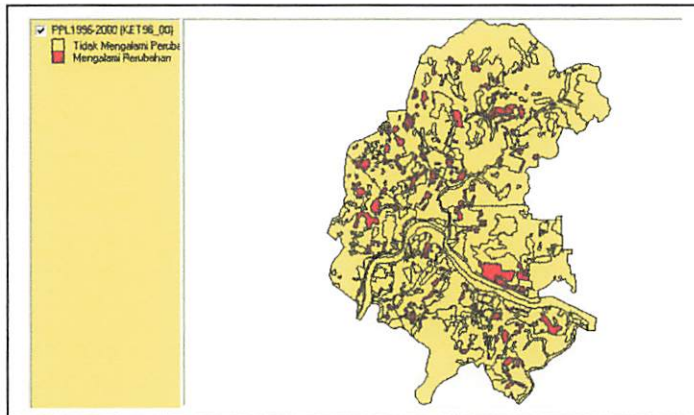 PPL1996-2000 (KET96_00)
Tidak Mengalami Peruba
Mengalami Perubahan